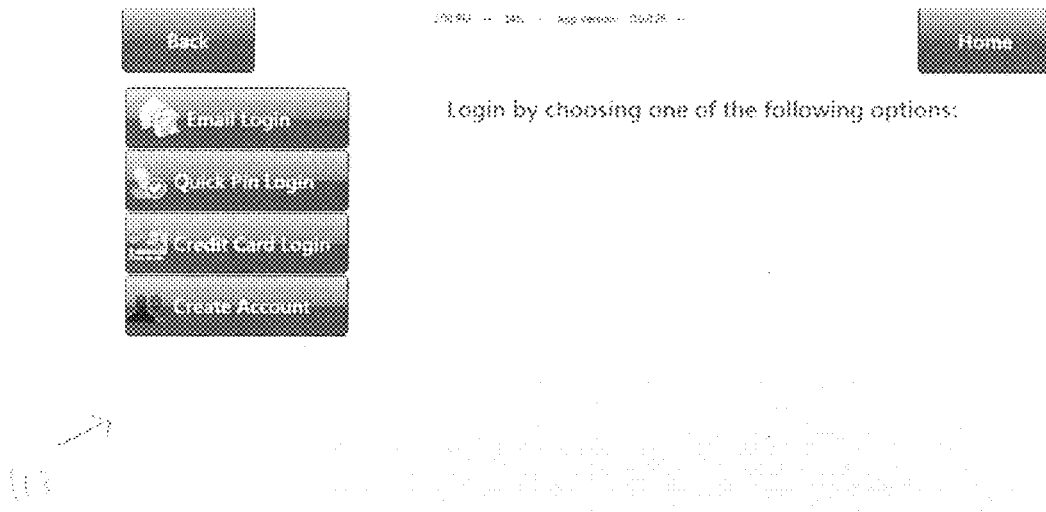 Back
Home
Login by choosing one of the following options:
Email Login
Quick Pin Login
Credit Card Login
Create Account